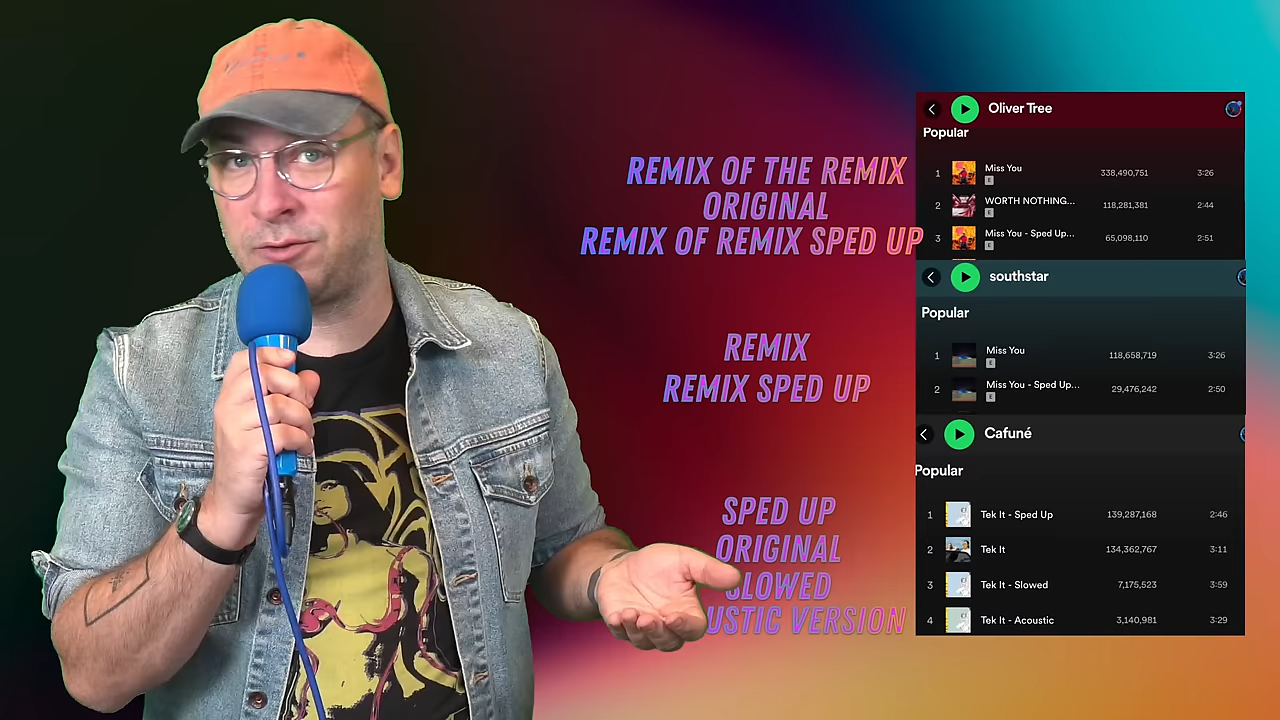 REMIX OF THE REMIX
ORIGINAL
REMIX OF REMIX SPED UP
REMIX
REMIX SPED UP
SPED UP
ORIGINAL
SLOWED
USTIC VERSION
Oliver Tree
Popular
1 Miss You 338,490,751 3:26
E
2 WORTH NOTHING... 118,281,381 2:44
E
3 Miss You - Sped Up... 65,098,110 2:51
E
southstar
Popular
1 Miss You 118,658,719 3:26
E
2 Miss You - Sped Up... 29,476,242 2:50
E
Cafuné
Popular
1 Tek It - Sped Up 139,287,168 2:46
2 Tek It 134,362,767 3:11
3 Tek It - Slowed 7,175,523 3:59
4 Tek It - Acoustic 3,140,981 3:29